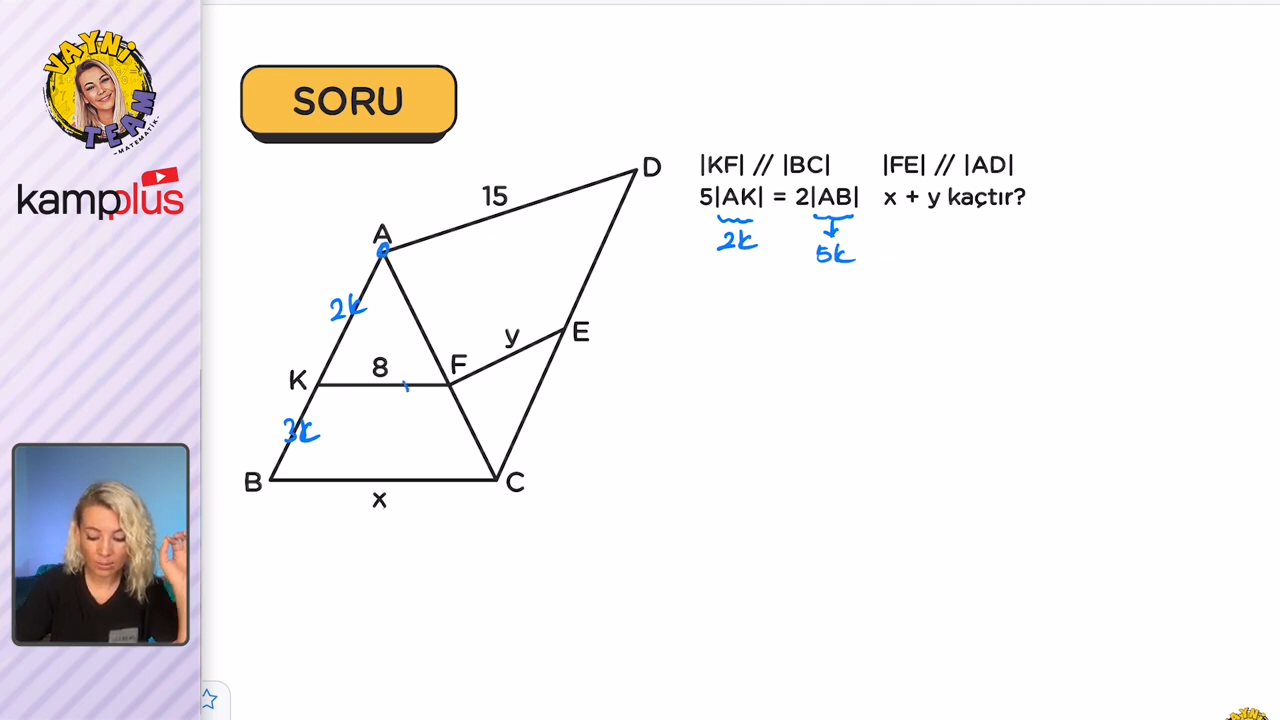 VAYNİ
TEAM
-MATEMATİK-
kampplus
SORU
|KF| // |BC| |FE| // |AD|
5|AK| = 2|AB| x + y kaçtır?
2k
5k
D
15
A
2k
y
E
8
F
K
3k
B
C
x